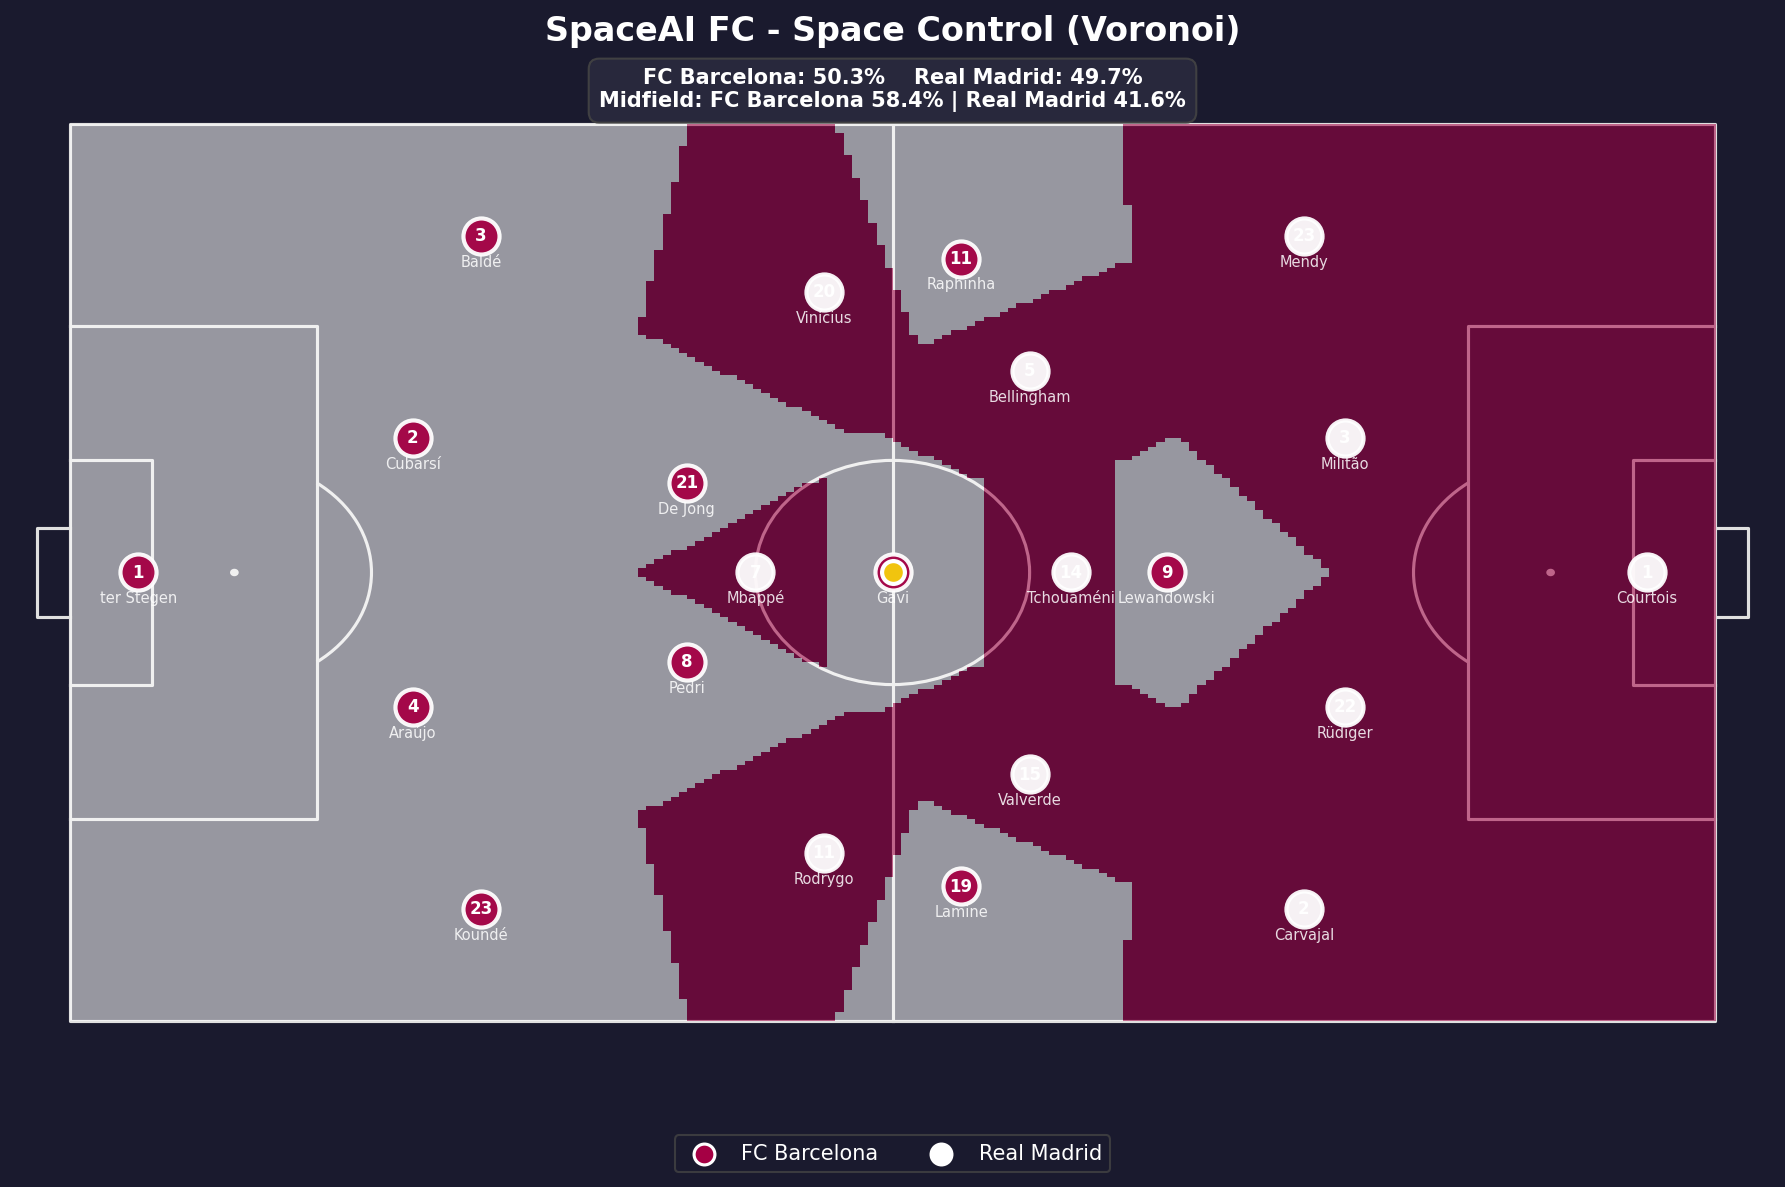 SpaceAI FC - Space Control (Voronoi)
FC Barcelona: 50.3%    Real Madrid: 49.7%
Midfield: FC Barcelona 58.4% | Real Madrid 41.6%
3
Baldé
23
Mendy
11
Raphinha
20
Vinicius
5
Bellingham
2
Cubarsí
3
Militão
21
De Jong
1
ter Stegen
7
Mbappé
Gavi
14
Tchouaméni
9
Lewandowski
1
Courtois
8
Pedri
4
Araujo
22
Rüdiger
15
Valverde
11
Rodrygo
19
Lamine
23
Koundé
2
Carvajal
FC Barcelona
Real Madrid